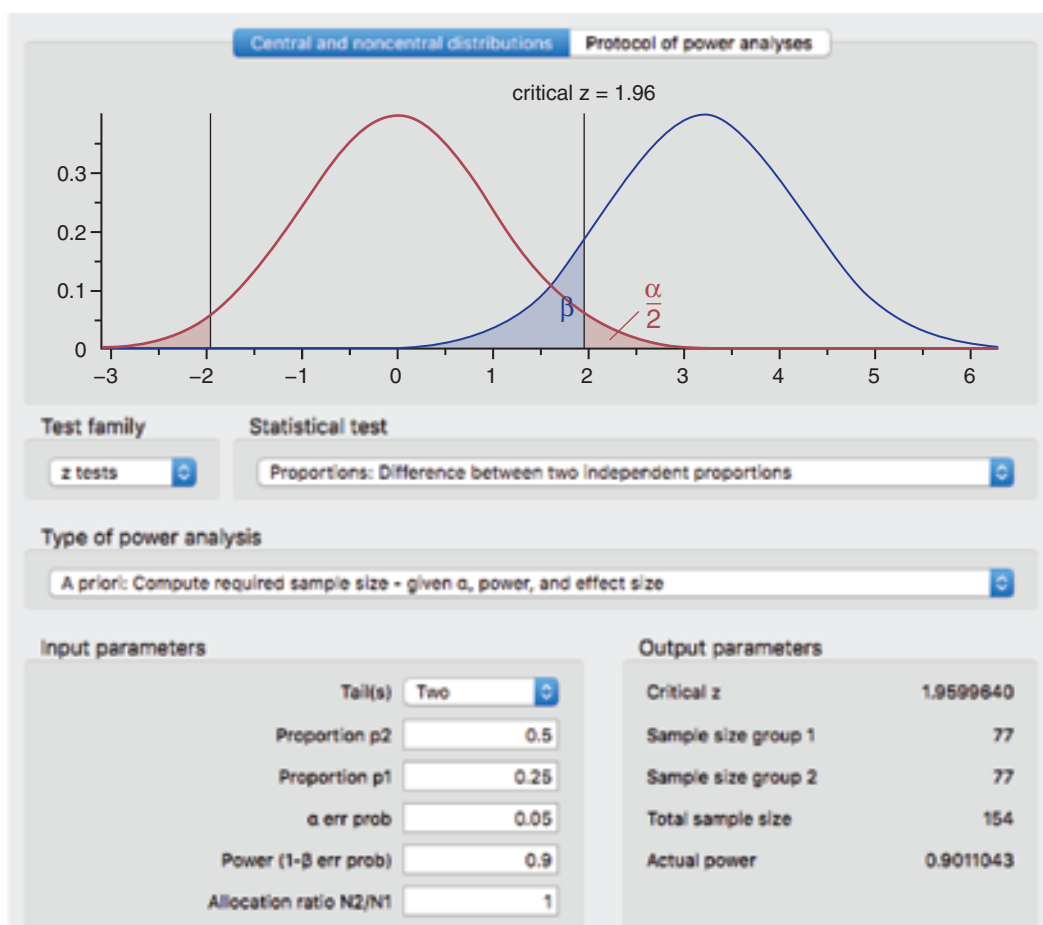 Central and noncentral distributions Protocol of power analyses
critical z = 1.96
0.3
0.2
0.1
0
β
α
2
−3 −2 −1 0 1 2 3 4 5 6
Test family Statistical test
z tests Proportions: Difference between two independent proportions
Type of power analysis
A priori: Compute required sample size - given α, power, and effect size
Input parameters Output parameters
Tail(s) Two Critical z 1.9599640
Proportion p2 0.5 Sample size group 1 77
Proportion p1 0.25 Sample size group 2 77
α err prob 0.05 Total sample size 154
Power (1-β err prob) 0.9 Actual power 0.9011043
Allocation ratio N2/N1 1